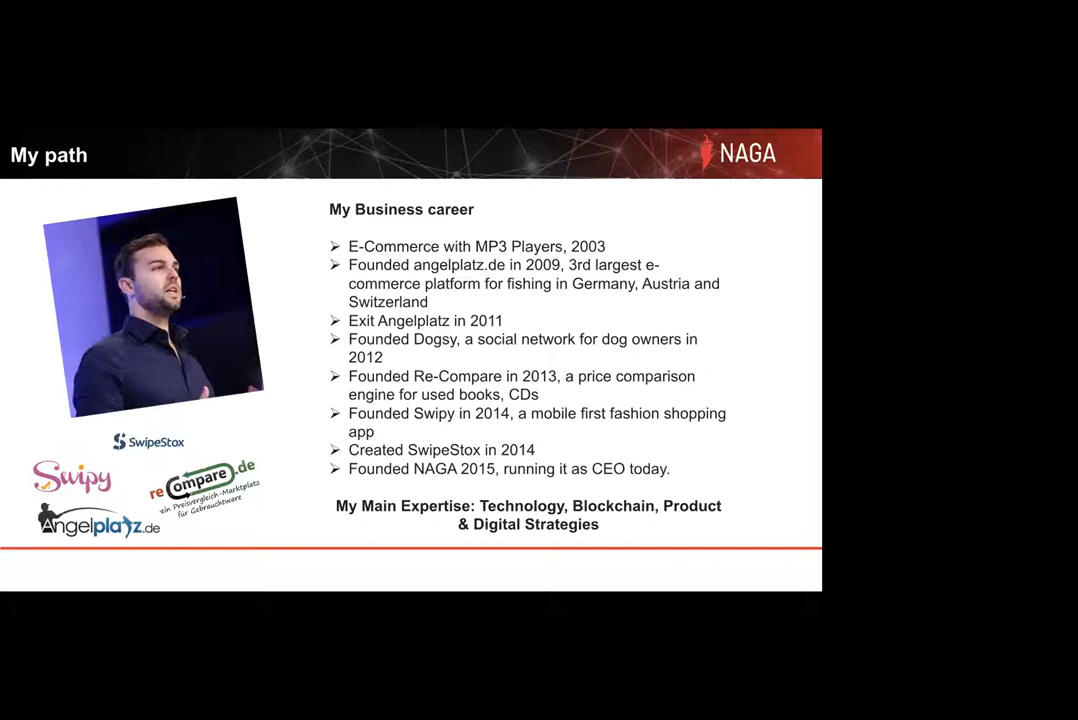 My path
NAGA
My Business career
➢ E-Commerce with MP3 Players, 2003
➢ Founded angelplatz.de in 2009, 3rd largest e-
commerce platform for fishing in Germany, Austria and
Switzerland
➢ Exit Angelplatz in 2011
➢ Founded Dogsy, a social network for dog owners in
2012
➢ Founded Re-Compare in 2013, a price comparison
engine for used books, CDs
➢ Founded Swipy in 2014, a mobile first fashion shopping
app
➢ Created SwipeStox in 2014
➢ Founded NAGA 2015, running it as CEO today.
My Main Expertise: Technology, Blockchain, Product
& Digital Strategies
SwipeStox
Swipy
reCompare.de
ein Preisvergleich-Marktplatz
für Gebrauchtware
Angelplatz.de